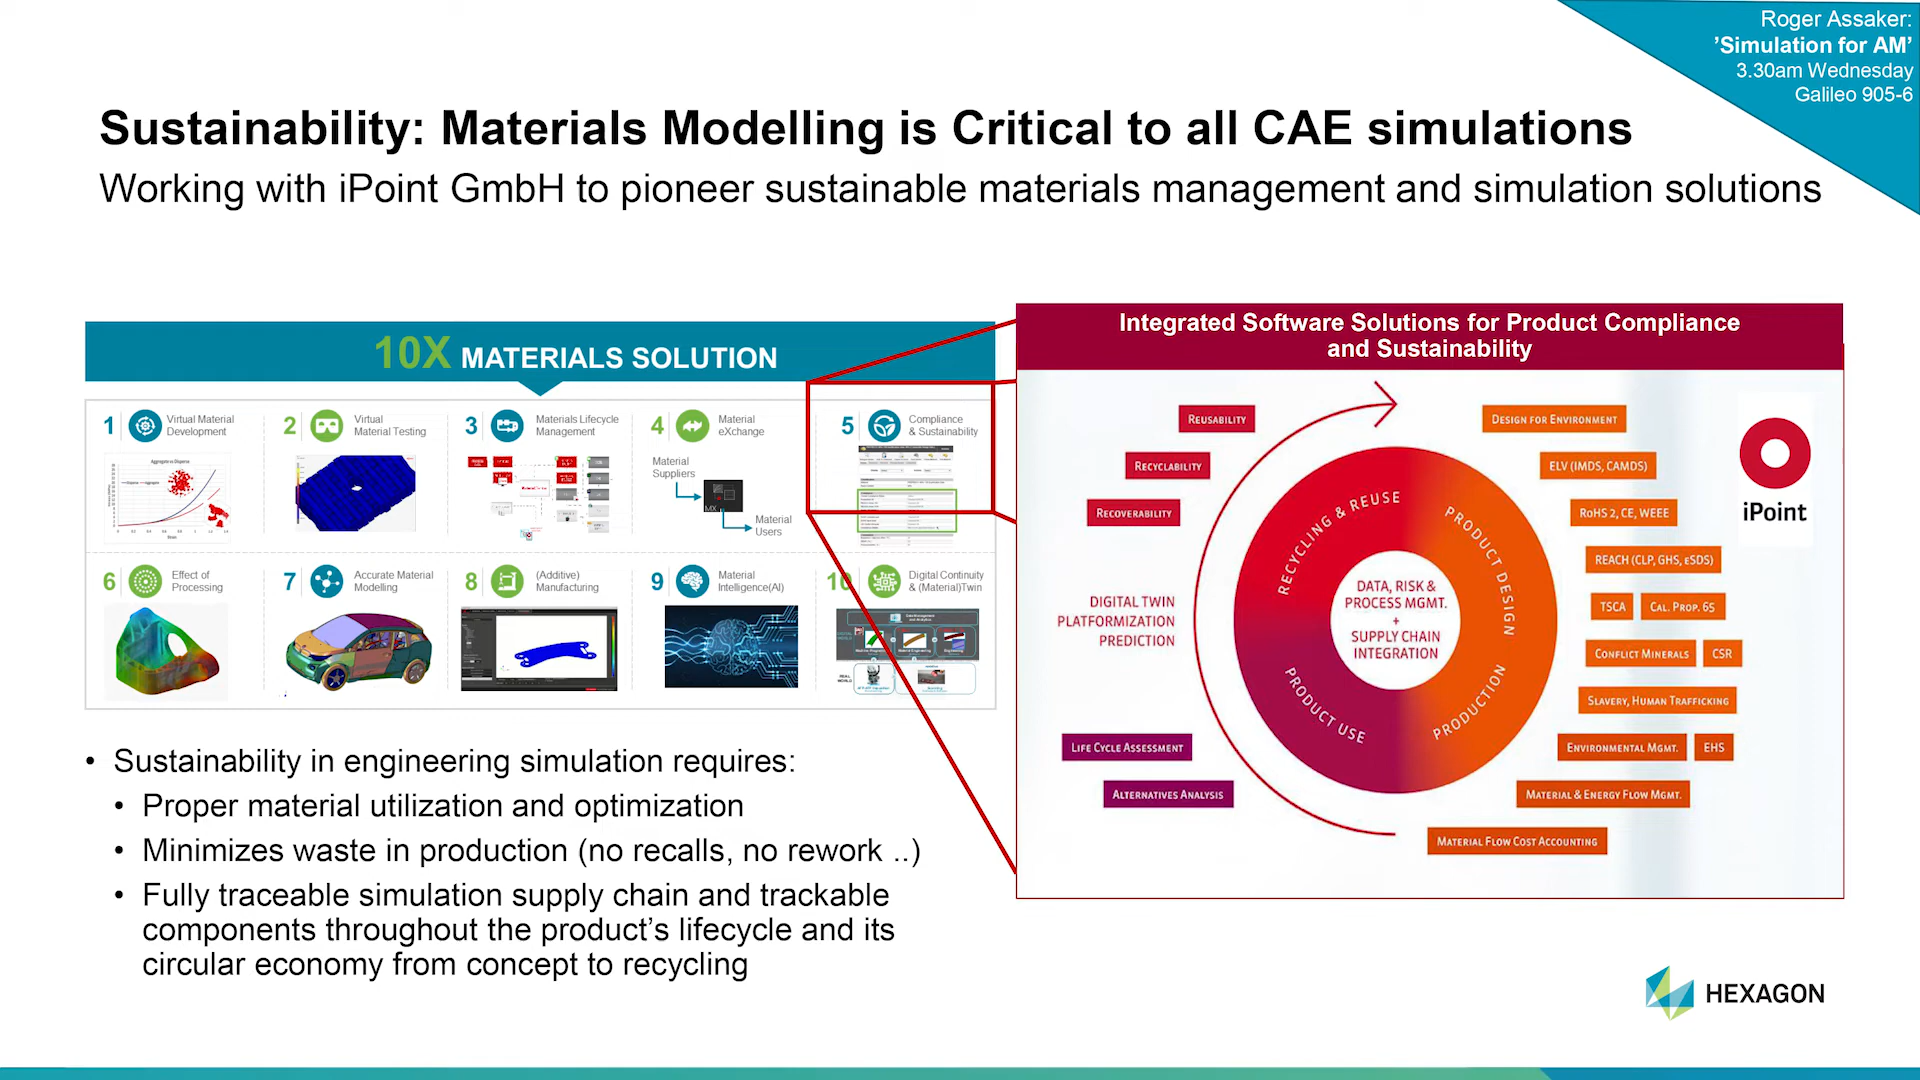 Roger Assaker:
’Simulation for AM’
3.30am Wednesday
Galileo 905-6
Sustainability: Materials Modelling is Critical to all CAE simulations
Working with iPoint GmbH to pioneer sustainable materials management and simulation solutions
10X MATERIALS SOLUTION
1 Virtual Material
Development
2 Virtual
Material Testing
3 Materials Lifecycle
Management
4 Material
eXchange
5 Compliance
& Sustainability
Aggregate vs Disperse
Strain
Material
Suppliers
MX
Material
Users
6 Effect of
Processing
7 Accurate Material
Modelling
8 (Additive)
Manufacturing
9 Material
Intelligence(AI)
10 Digital Continuity
& (Material)Twin
REAL
WORLD
• Sustainability in engineering simulation requires:
• Proper material utilization and optimization
• Minimizes waste in production (no recalls, no rework ..)
• Fully traceable simulation supply chain and trackable
components throughout the product’s lifecycle and its
circular economy from concept to recycling
Integrated Software Solutions for Product Compliance
and Sustainability
REUSABILITY
RECYCLABILITY
RECOVERABILITY
DIGITAL TWIN
PLATFORMIZATION
PREDICTION
LIFE CYCLE ASSESSMENT
ALTERNATIVES ANALYSIS
RECYCLING & REUSE
PRODUCT DESIGN
PRODUCTION
PRODUCT USE
DATA, RISK &
PROCESS MGMT.
+
SUPPLY CHAIN
INTEGRATION
DESIGN FOR ENVIRONMENT
ELV (IMDS, CAMDS)
RoHS 2, CE, WEEE
REACH (CLP, GHS, eSDS)
TSCA
CAL. PROP. 65
CONFLICT MINERALS
CSR
SLAVERY, HUMAN TRAFFICKING
ENVIRONMENTAL MGMT.
EHS
MATERIAL & ENERGY FLOW MGMT.
MATERIAL FLOW COST ACCOUNTING
iPoint
HEXAGON